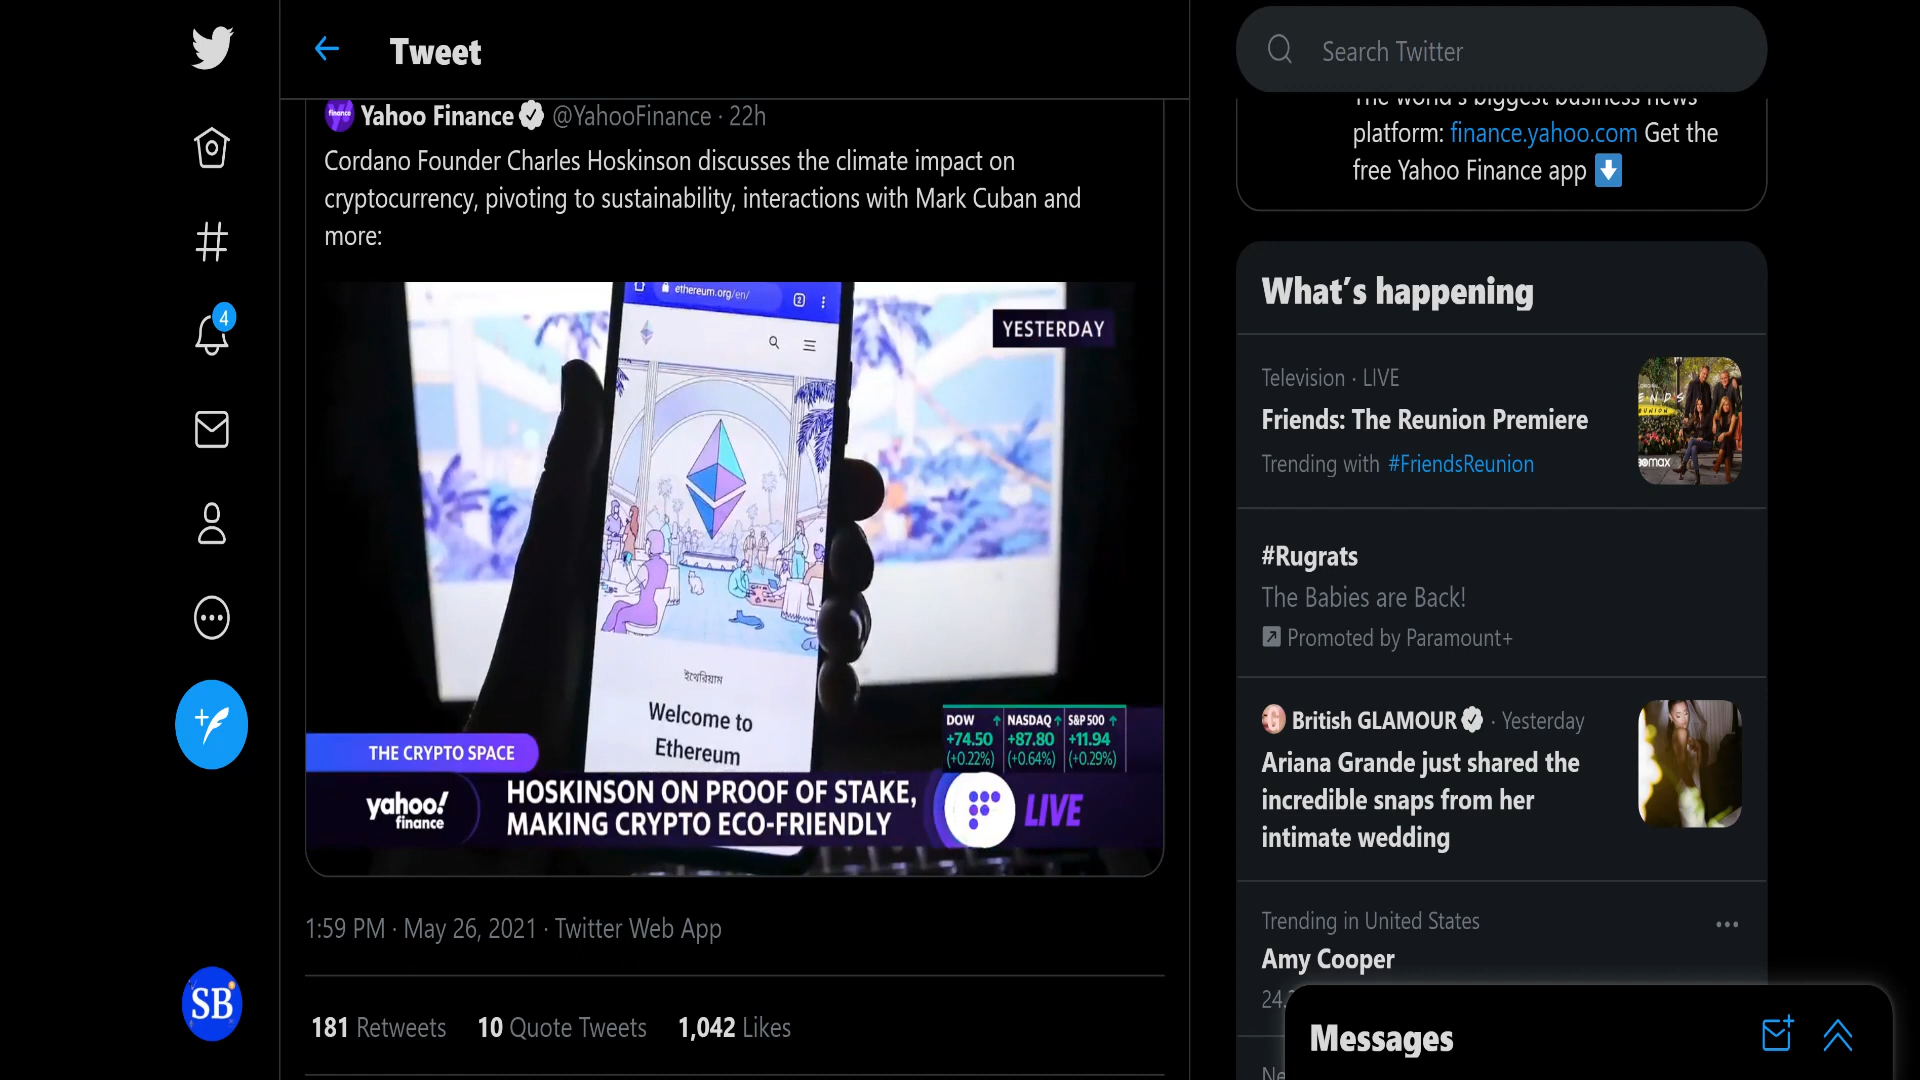 Tweet
Yahoo Finance @YahooFinance · 22h
Cordano Founder Charles Hoskinson discusses the climate impact on
cryptocurrency, pivoting to sustainability, interactions with Mark Cuban and
more:
ethereum.org/en/
2
YESTERDAY
ইথেরিয়াম
Welcome to
Ethereum
DOW ↑ NASDAQ ↑ S&P 500 ↑
+74.50 +87.80 +11.94
(+0.22%) (+0.64%) (+0.29%)
THE CRYPTO SPACE
yahoo!
finance
HOSKINSON ON PROOF OF STAKE,
MAKING CRYPTO ECO-FRIENDLY
LIVE
1:59 PM · May 26, 2021 · Twitter Web App
181 Retweets 10 Quote Tweets 1,042 Likes
4
SB
Search Twitter
The world's biggest business news
platform: finance.yahoo.com Get the
free Yahoo Finance app
What's happening
Television · LIVE
Friends: The Reunion Premiere
Trending with #FriendsReunion
#Rugrats
The Babies are Back!
Promoted by Paramount+
British GLAMOUR · Yesterday
Ariana Grande just shared the
incredible snaps from her
intimate wedding
Trending in United States
Amy Cooper
24.
Messages